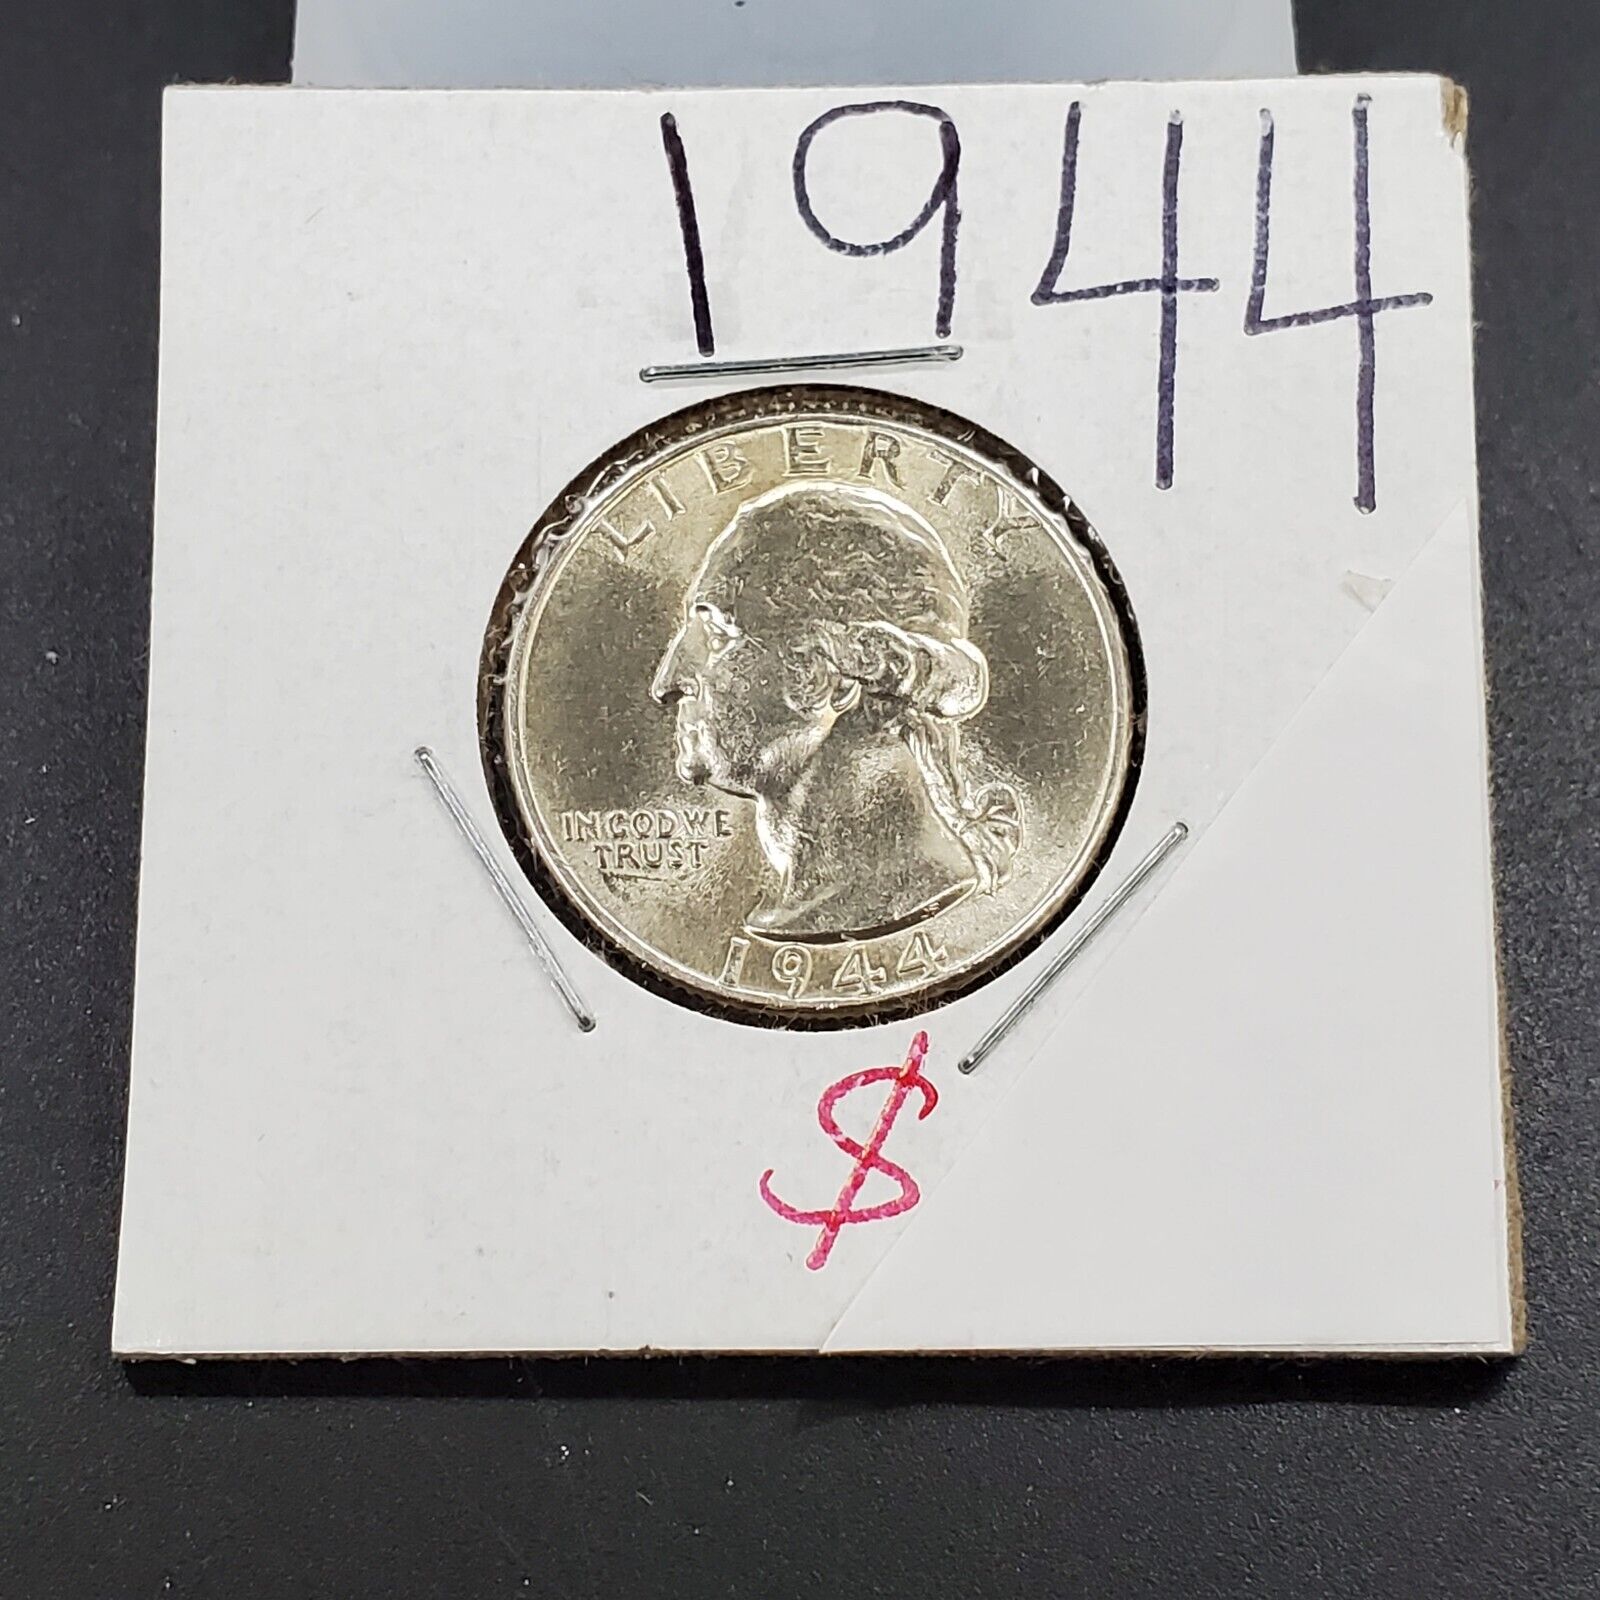 1944
LIBERTY
IN GOD WE
TRUST
1944
$